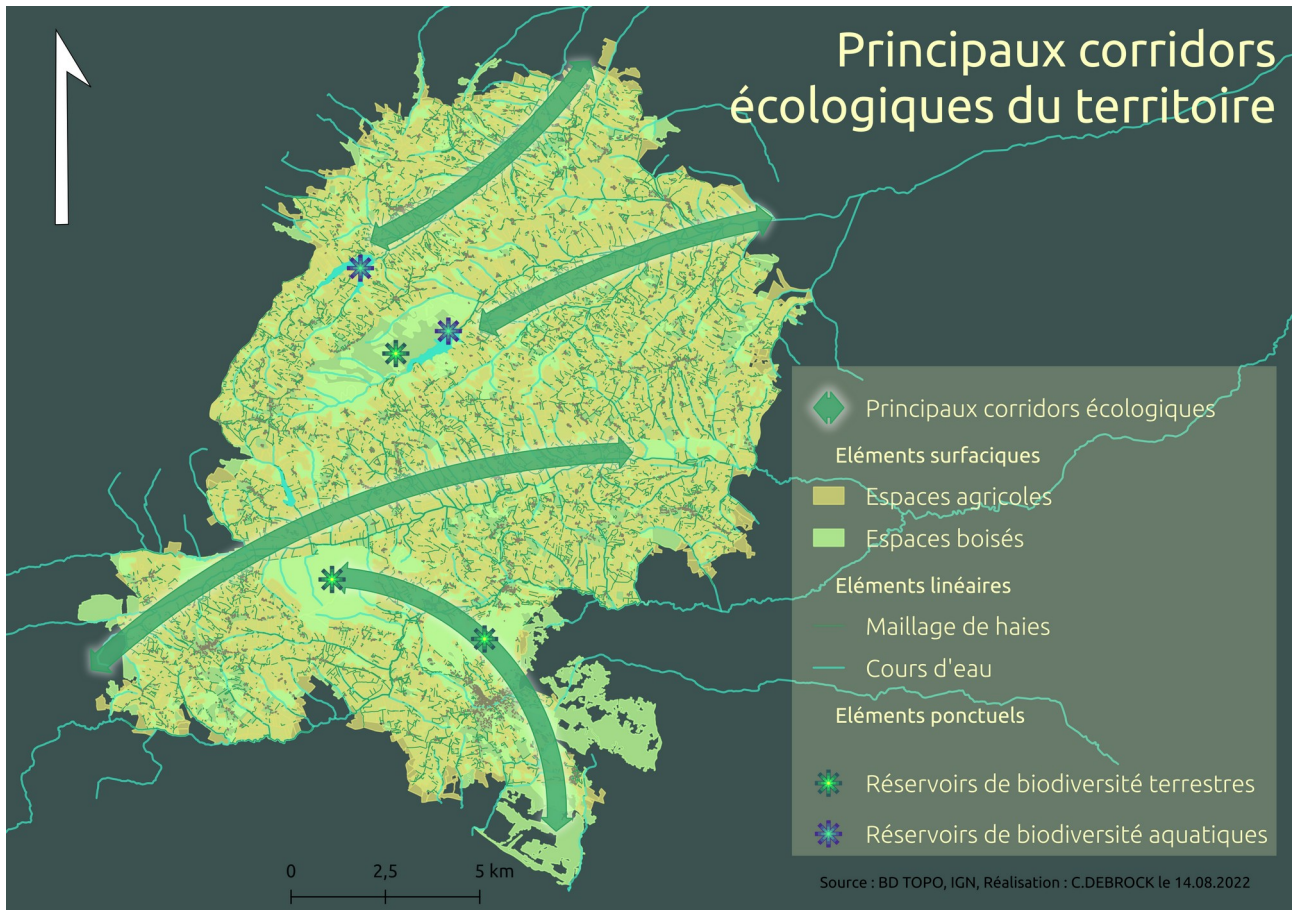 Principaux corridors
écologiques du territoire
Principaux corridors écologiques
Eléments surfaciques
Espaces agricoles
Espaces boisés
Eléments linéaires
Maillage de haies
Cours d'eau
Eléments ponctuels
Réservoirs de biodiversité terrestres
Réservoirs de biodiversité aquatiques
0 2,5 5 km
Source : BD TOPO, IGN, Réalisation : C.DEBROCK le 14.08.2022